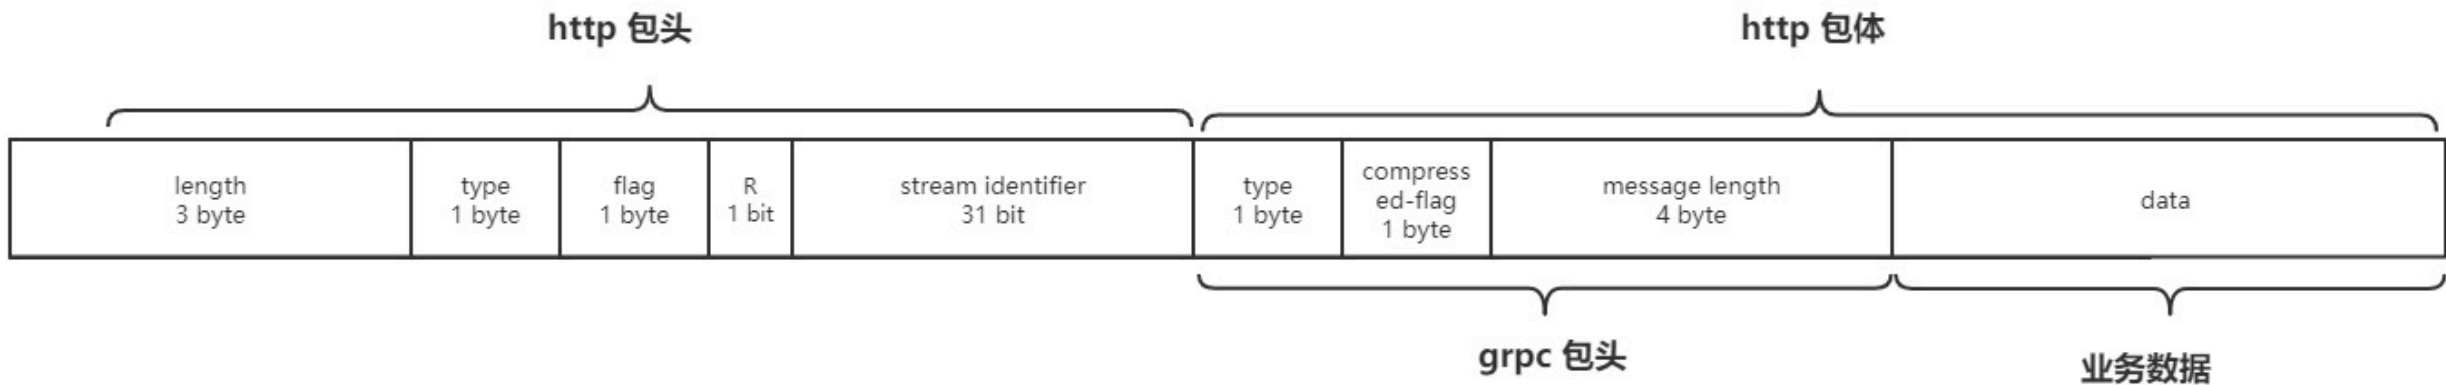 http 包头
http 包体
length
3 byte
type
1 byte
flag
1 byte
R
1 bit
stream identifier
31 bit
type
1 byte
compress
ed-flag
1 byte
message length
4 byte
data
grpc 包头
业务数据